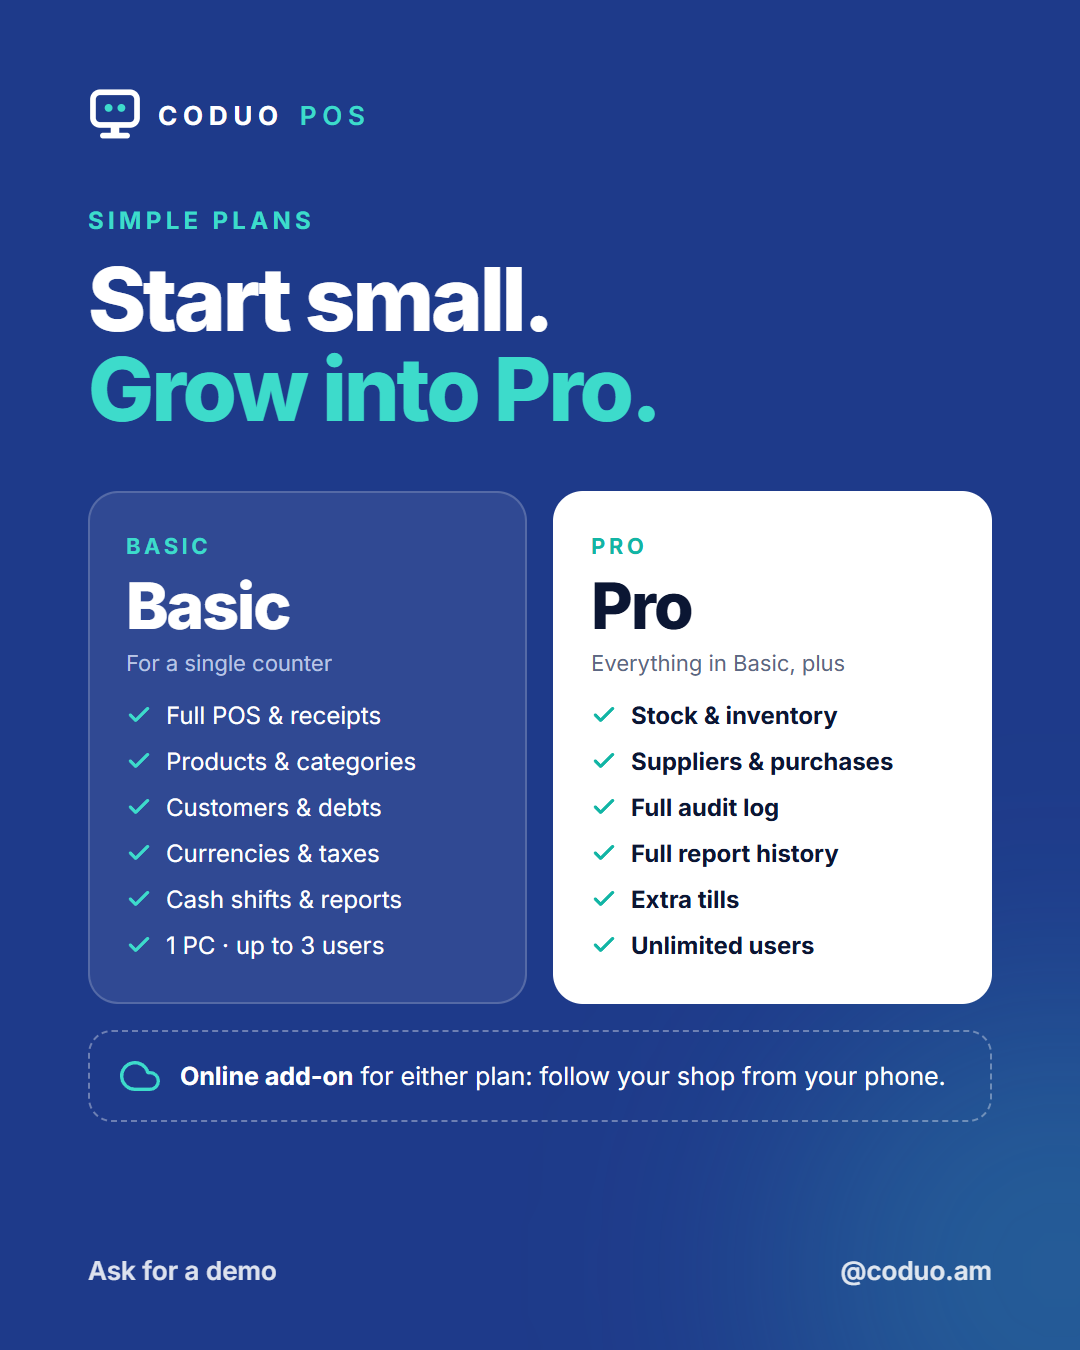 CODUO POS
SIMPLE PLANS
Start small.
Grow into Pro.
BASIC
Basic
For a single counter
Full POS & receipts
Products & categories
Customers & debts
Currencies & taxes
Cash shifts & reports
1 PC · up to 3 users
PRO
Pro
Everything in Basic, plus
Stock & inventory
Suppliers & purchases
Full audit log
Full report history
Extra tills
Unlimited users
Online add-on for either plan: follow your shop from your phone.
Ask for a demo
@coduo.am